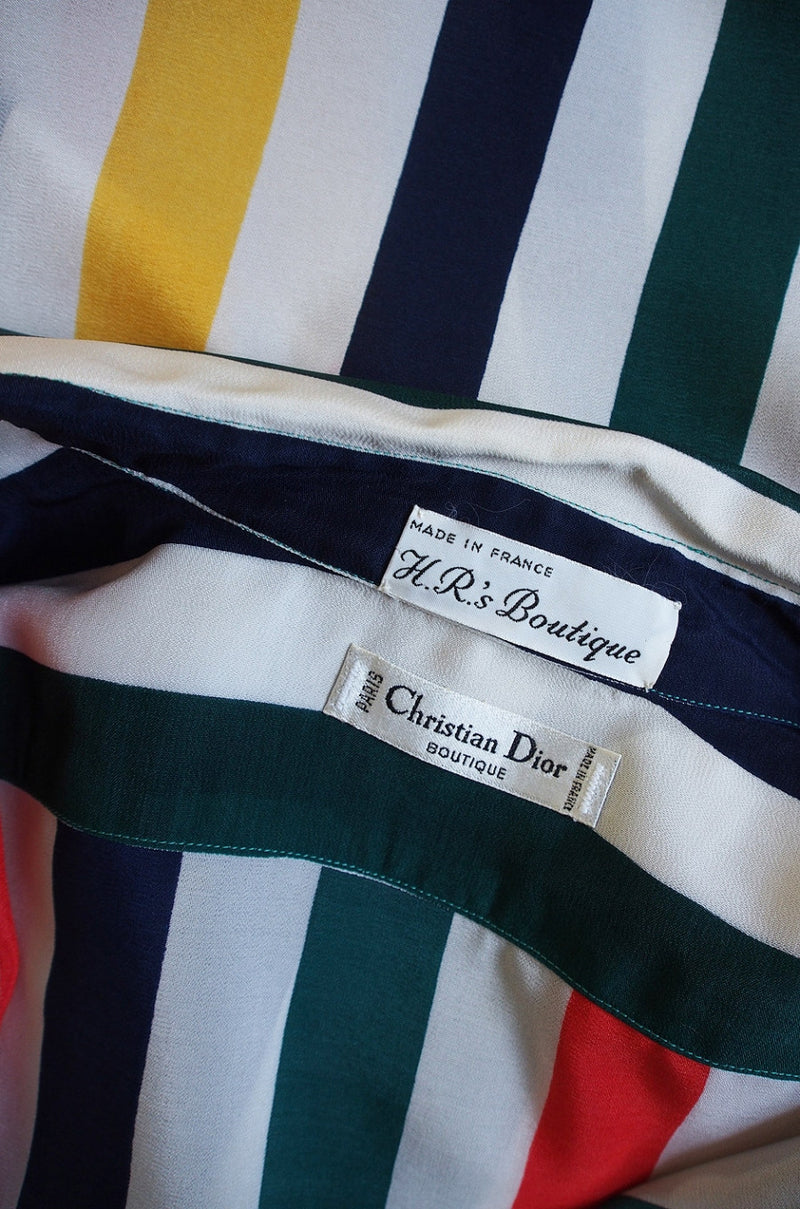 MADE IN FRANCE
H.R.'s Boutique
PARIS
Christian Dior
BOUTIQUE
MADE IN FRANCE